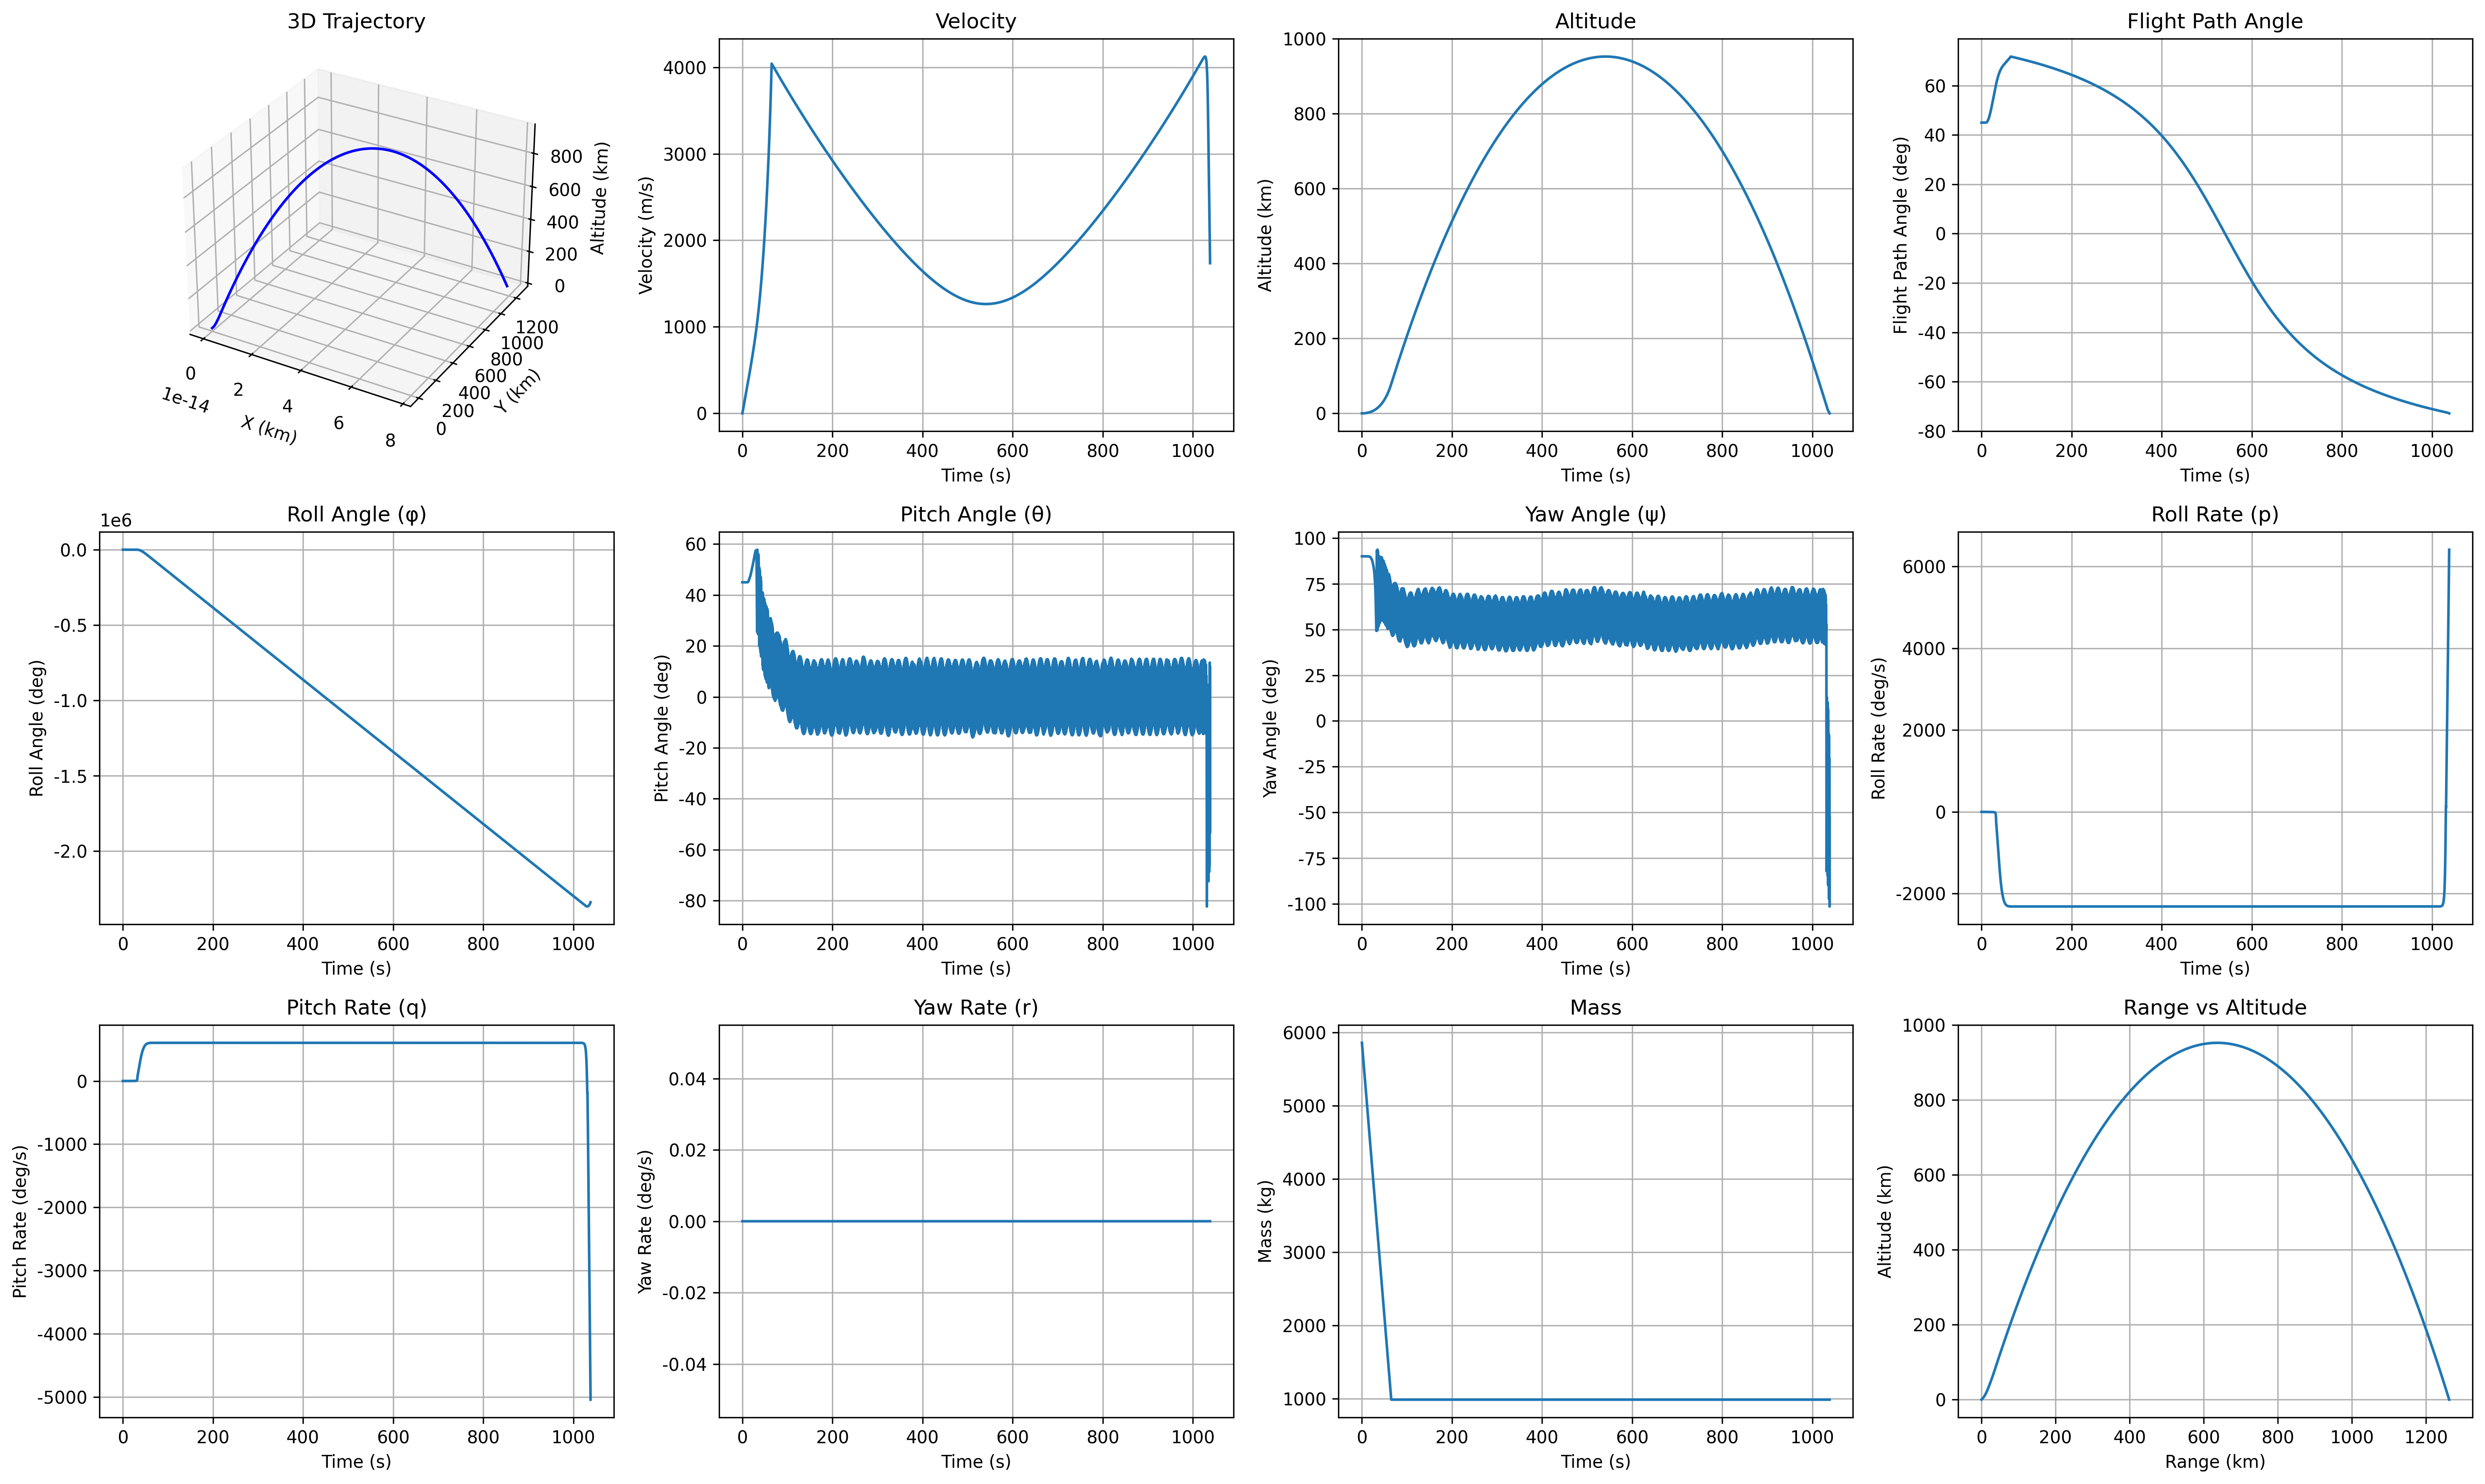 3D Trajectory
800
600
400
200
0
Altitude (km)
1200
1000
800
600
400
200
0
Y (km)
0
2
4
6
8
1e-14
X (km)
Velocity
4000
3000
2000
1000
0
Velocity (m/s)
0 200 400 600 800 1000
Time (s)
Altitude
1000
800
600
400
200
0
Altitude (km)
0 200 400 600 800 1000
Time (s)
Flight Path Angle
60
40
20
0
-20
-40
-60
-80
Flight Path Angle (deg)
0 200 400 600 800 1000
Time (s)
Roll Angle (φ)
1e6
0.0
-0.5
-1.0
-1.5
-2.0
Roll Angle (deg)
0 200 400 600 800 1000
Time (s)
Pitch Angle (θ)
60
40
20
0
-20
-40
-60
-80
Pitch Angle (deg)
0 200 400 600 800 1000
Time (s)
Yaw Angle (ψ)
100
75
50
25
0
-25
-50
-75
-100
Yaw Angle (deg)
0 200 400 600 800 1000
Time (s)
Roll Rate (p)
6000
4000
2000
0
-2000
Roll Rate (deg/s)
0 200 400 600 800 1000
Time (s)
Pitch Rate (q)
0
-1000
-2000
-3000
-4000
-5000
Pitch Rate (deg/s)
0 200 400 600 800 1000
Time (s)
Yaw Rate (r)
0.04
0.02
0.00
-0.02
-0.04
Yaw Rate (deg/s)
0 200 400 600 800 1000
Time (s)
Mass
6000
5000
4000
3000
2000
1000
Mass (kg)
0 200 400 600 800 1000
Time (s)
Range vs Altitude
1000
800
600
400
200
0
Altitude (km)
0 200 400 600 800 1000 1200
Range (km)